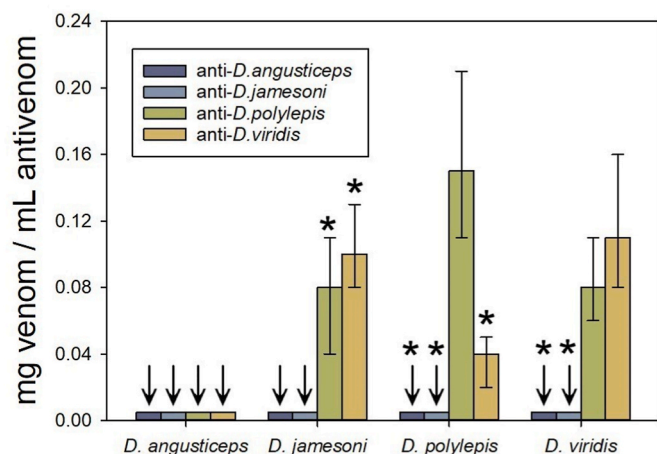 mg venom / mL antivenom
0.24
0.20
0.16
0.12
0.08
0.04
0.00
anti-D.angusticeps
anti-D.jamesoni
anti-D.polylepis
anti-D.viridis
* *
* * *
* *
D. angusticeps D. jamesoni D. polylepis D. viridis